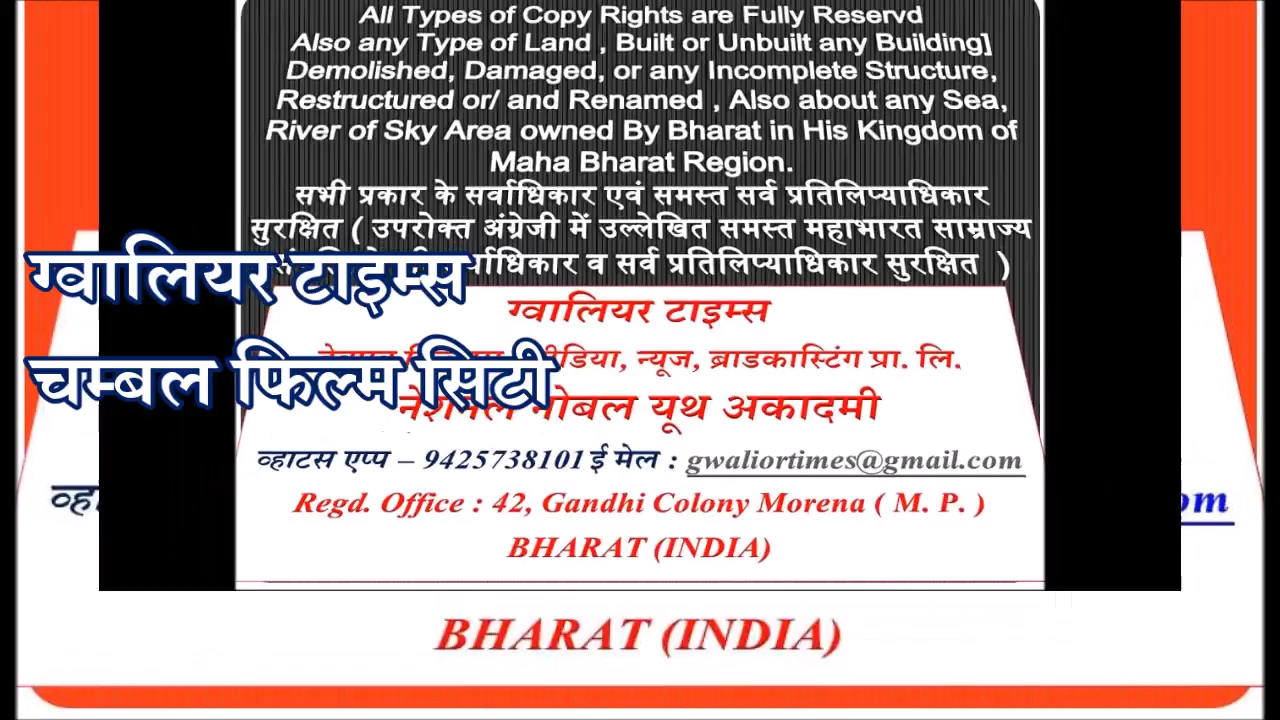 All Types of Copy Rights are Fully Reservd
Also any Type of Land , Built or Unbuilt any Building]
Demolished, Damaged, or any Incomplete Structure,
Restructured or/ and Renamed , Also about any Sea,
River of Sky Area owned By Bharat in His Kingdom of
Maha Bharat Region.
सभी प्रकार के सर्वाधिकार एवं समस्त सर्व प्रतिलिप्याधिकार
सुरक्षित ( उपरोक्त अंग्रेजी में उल्लेखित समस्त महाभारत साम्राज्य
व सर्व प्रतिलिप्याधिकार सुरक्षित )
ग्वालियर टाइम्स
ग्वालियर टाइम्स
न्यूज, ब्राडकास्टिंग प्रा. लि.
चम्बल फिल्म सिटी
नेशनल नोबल यूथ अकादमी
व्हाटस एप्प – 9425738101 ई मेल : gwaliortimes@gmail.com
Regd. Office : 42, Gandhi Colony Morena ( M. P. )
BHARAT (INDIA)
BHARAT (INDIA)